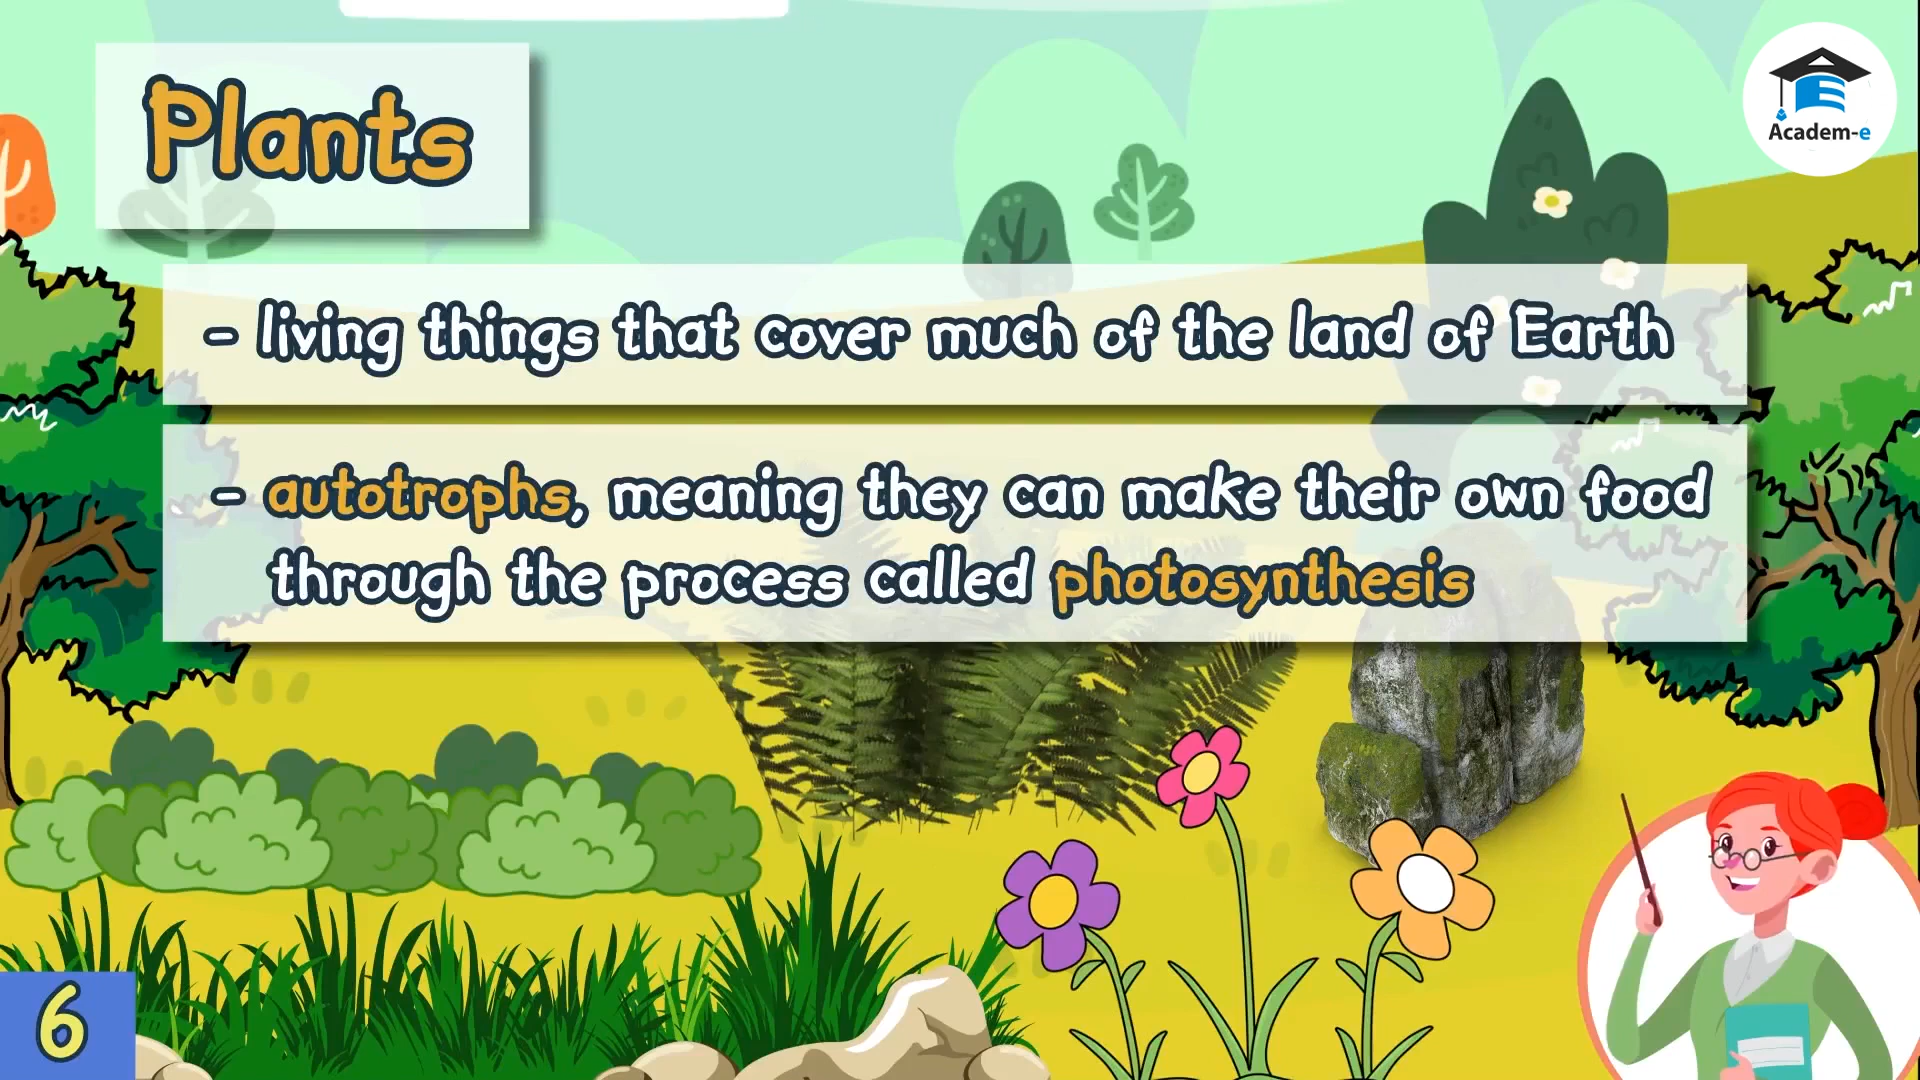 Plants
Academ-e
- living things that cover much of the land of Earth
- autotrophs, meaning they can make their own food
through the process called photosynthesis
6